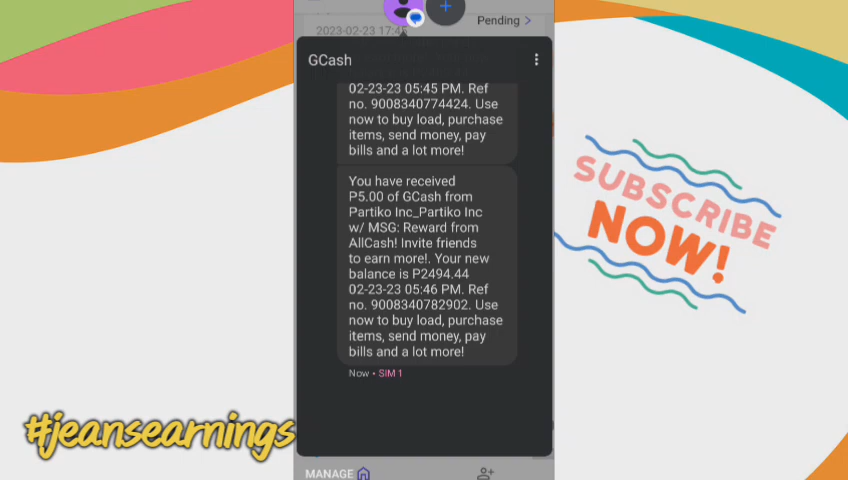 Pending >
2023-02-23 17:45
GCash
02-23-23 05:45 PM. Ref
no. 9008340774424. Use
now to buy load, purchase
items, send money, pay
bills and a lot more!
You have received
P5.00 of GCash from
Partiko Inc_Partiko Inc
w/ MSG: Reward from
AllCash! Invite friends
to earn more!. Your new
balance is P2494.44
02-23-23 05:46 PM. Ref
no. 9008340782902. Use
now to buy load, purchase
items, send money, pay
bills and a lot more!
Now • SIM 1
MANAGE
SUBSCRIBE
NOW!
#jeansearnings